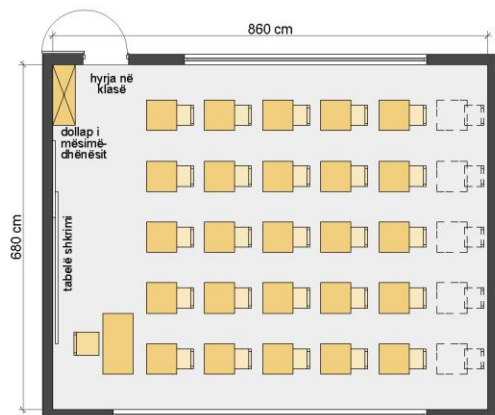 860 cm
hyrja në
klasë
dollap i
mësimë-
dhënësit
680 cm
tabelë shkrimi